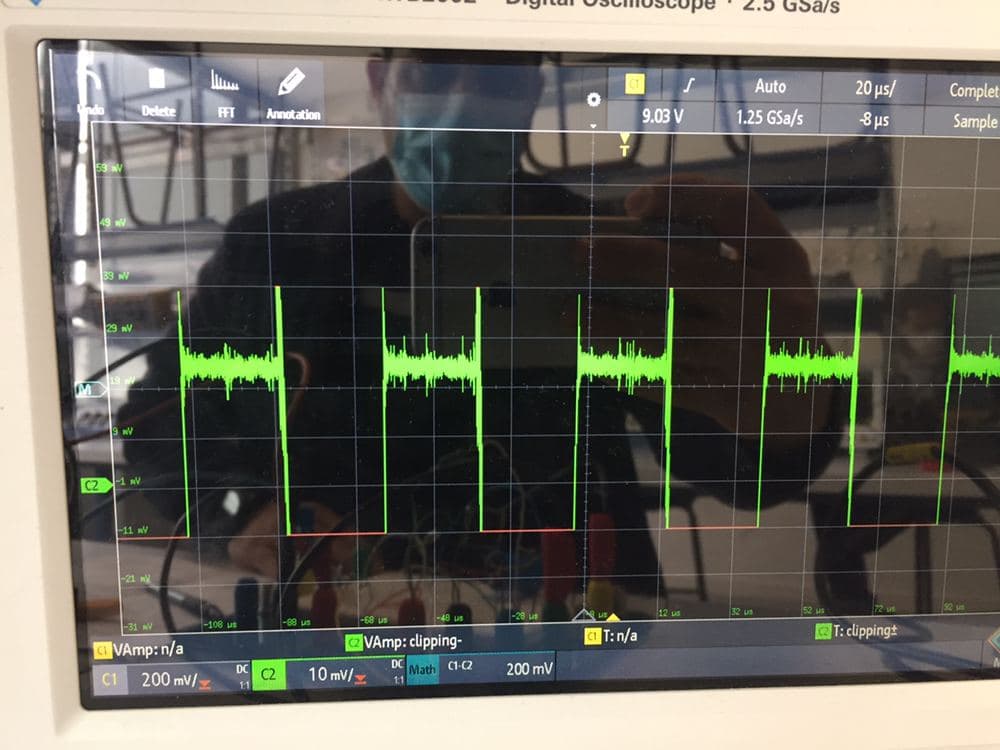 Digital Oscilloscope · 2.5 GSa/s
Undo
Delete
FFT
Annotation
C1
Auto
20 µs/
Complete
9.03 V
1.25 GSa/s
-8 µs
Sample
T
59 mV
49 mV
39 mV
29 mV
19 mV
9 mV
-1 mV
-11 mV
-21 mV
-31 mV
M
C2
-108 µs
-88 µs
-68 µs
-48 µs
-28 µs
-8 µs
12 µs
32 µs
52 µs
72 µs
92 µs
C1 VAmp: n/a
C2 VAmp: clipping-
C1 T: n/a
C2 T: clipping±
C1 200 mV/ DC 1:1
C2 10 mV/ DC 1:1
Math C1-C2 200 mV